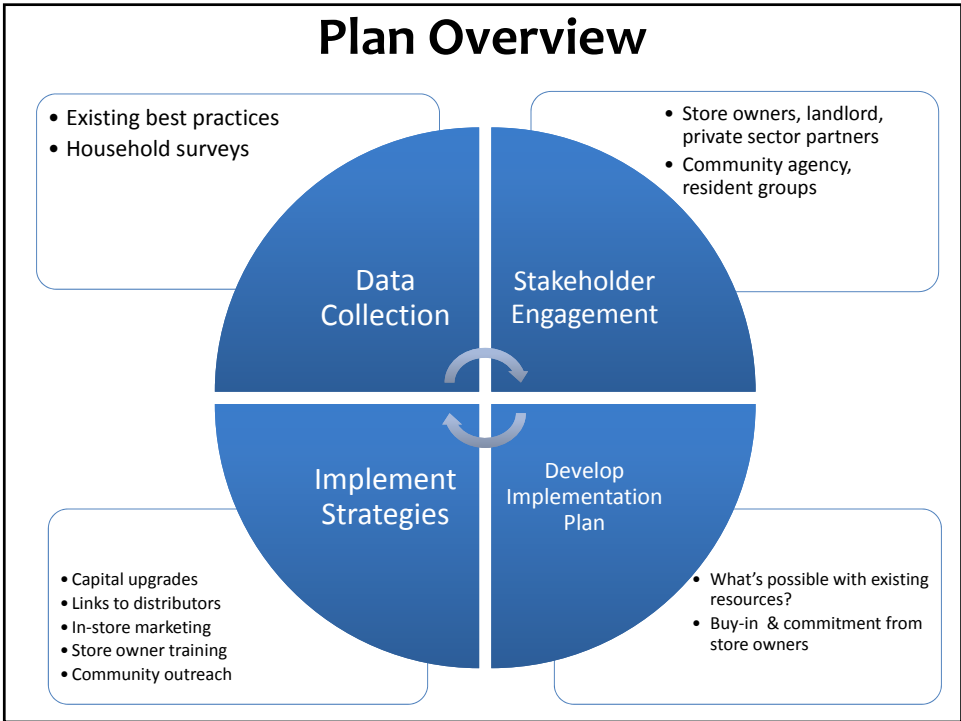 Plan Overview
• Existing best practices
• Household surveys
• Store owners, landlord,
private sector partners
• Community agency,
resident groups
Data
Collection
Stakeholder
Engagement
Implement
Strategies
Develop
Implementation
Plan
• Capital upgrades
• Links to distributors
• In-store marketing
• Store owner training
• Community outreach
• What’s possible with existing
resources?
• Buy-in & commitment from
store owners